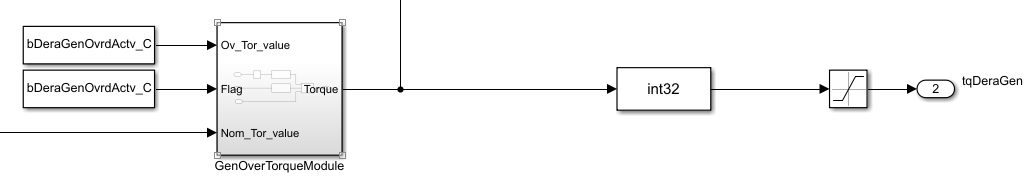 bDeraGenOvrdActv_C
Ov_Tor_value
bDeraGenOvrdActv_C
Flag
Torque
int32
2
tqDeraGen
Nom_Tor_value
GenOverTorqueModule